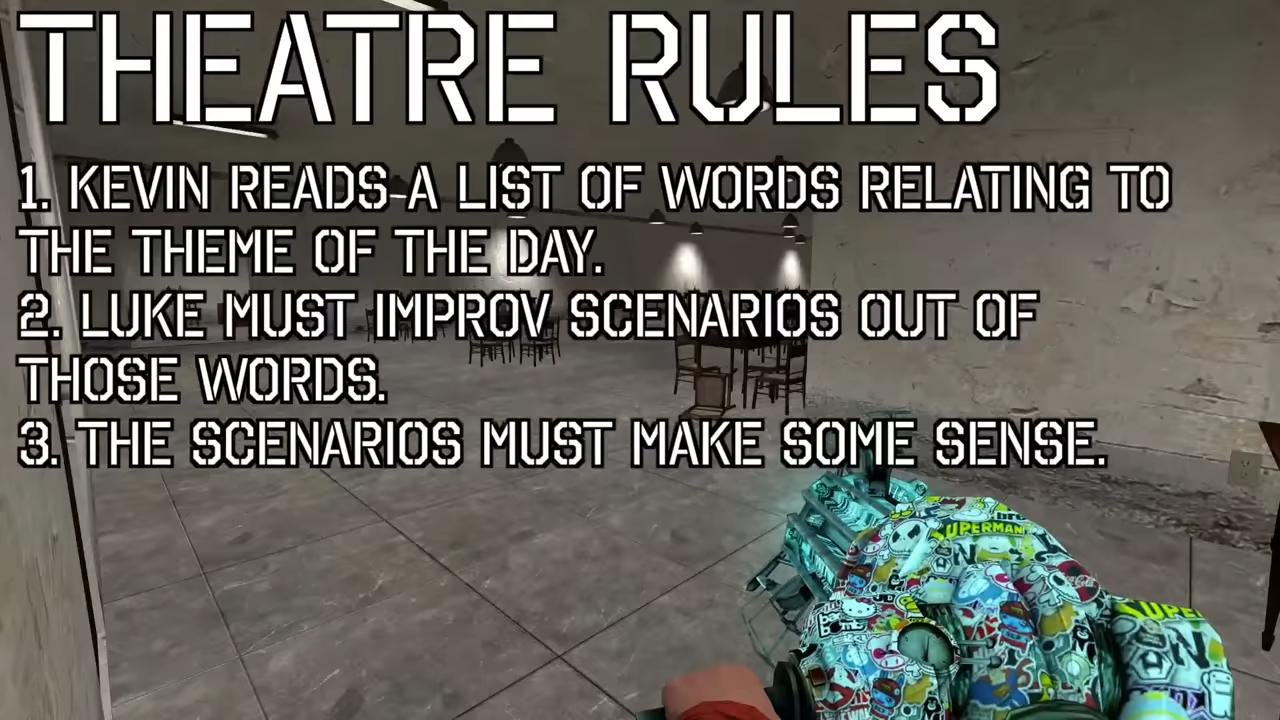 THEATRE RULES
1. KEVIN READS A LIST OF WORDS RELATING TO
THE THEME OF THE DAY.
2. LUKE MUST IMPROV SCENARIOS OUT OF
THOSE WORDS.
3. THE SCENARIOS MUST MAKE SOME SENSE.
SUPERMAN